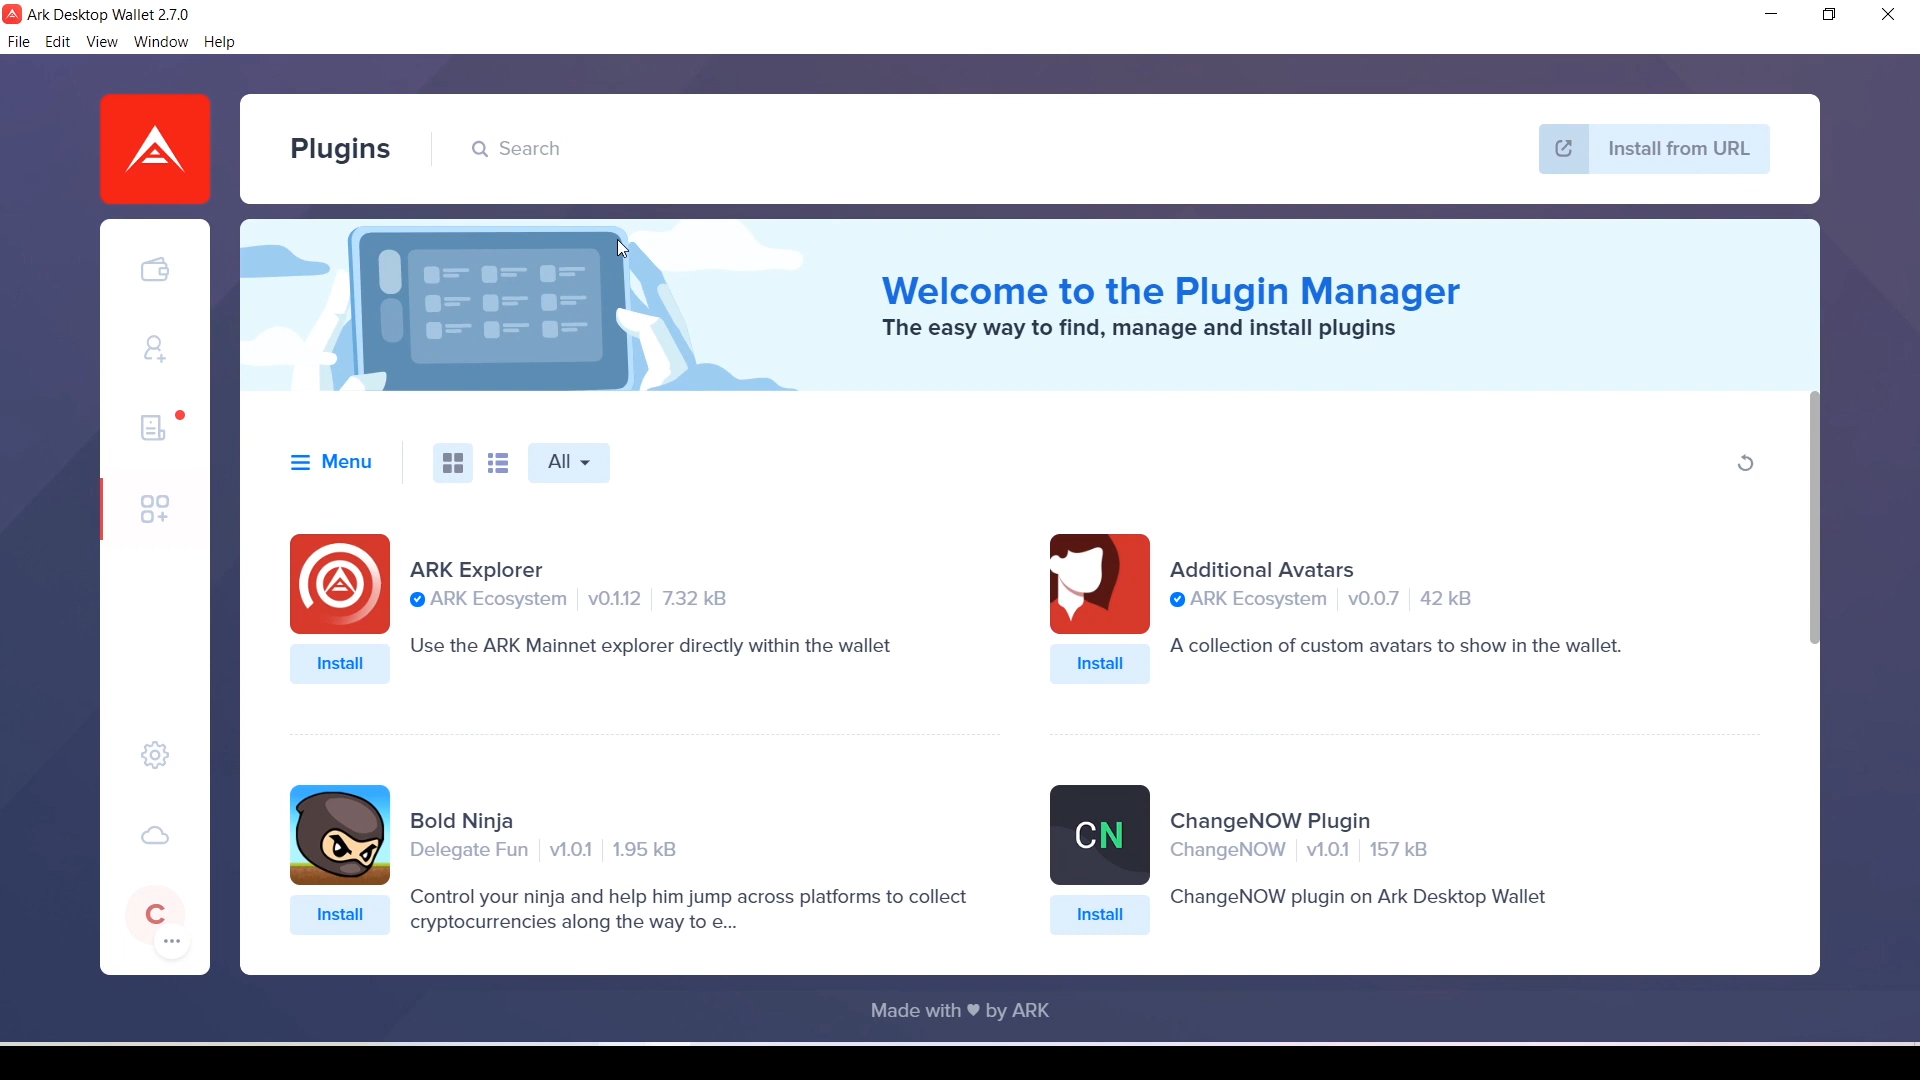 Ark Desktop Wallet 2.7.0
File Edit View Window Help
Plugins
Search
Install from URL
Welcome to the Plugin Manager
The easy way to find, manage and install plugins
Menu
All
ARK Explorer
ARK Ecosystem v0.1.12 7.32 kB
Use the ARK Mainnet explorer directly within the wallet
Install
Additional Avatars
ARK Ecosystem v0.0.7 42 kB
A collection of custom avatars to show in the wallet.
Install
Bold Ninja
Delegate Fun v1.0.1 1.95 kB
Control your ninja and help him jump across platforms to collect
cryptocurrencies along the way to e...
Install
CN
ChangeNOW Plugin
ChangeNOW v1.0.1 157 kB
ChangeNOW plugin on Ark Desktop Wallet
Install
C
Made with ♥ by ARK